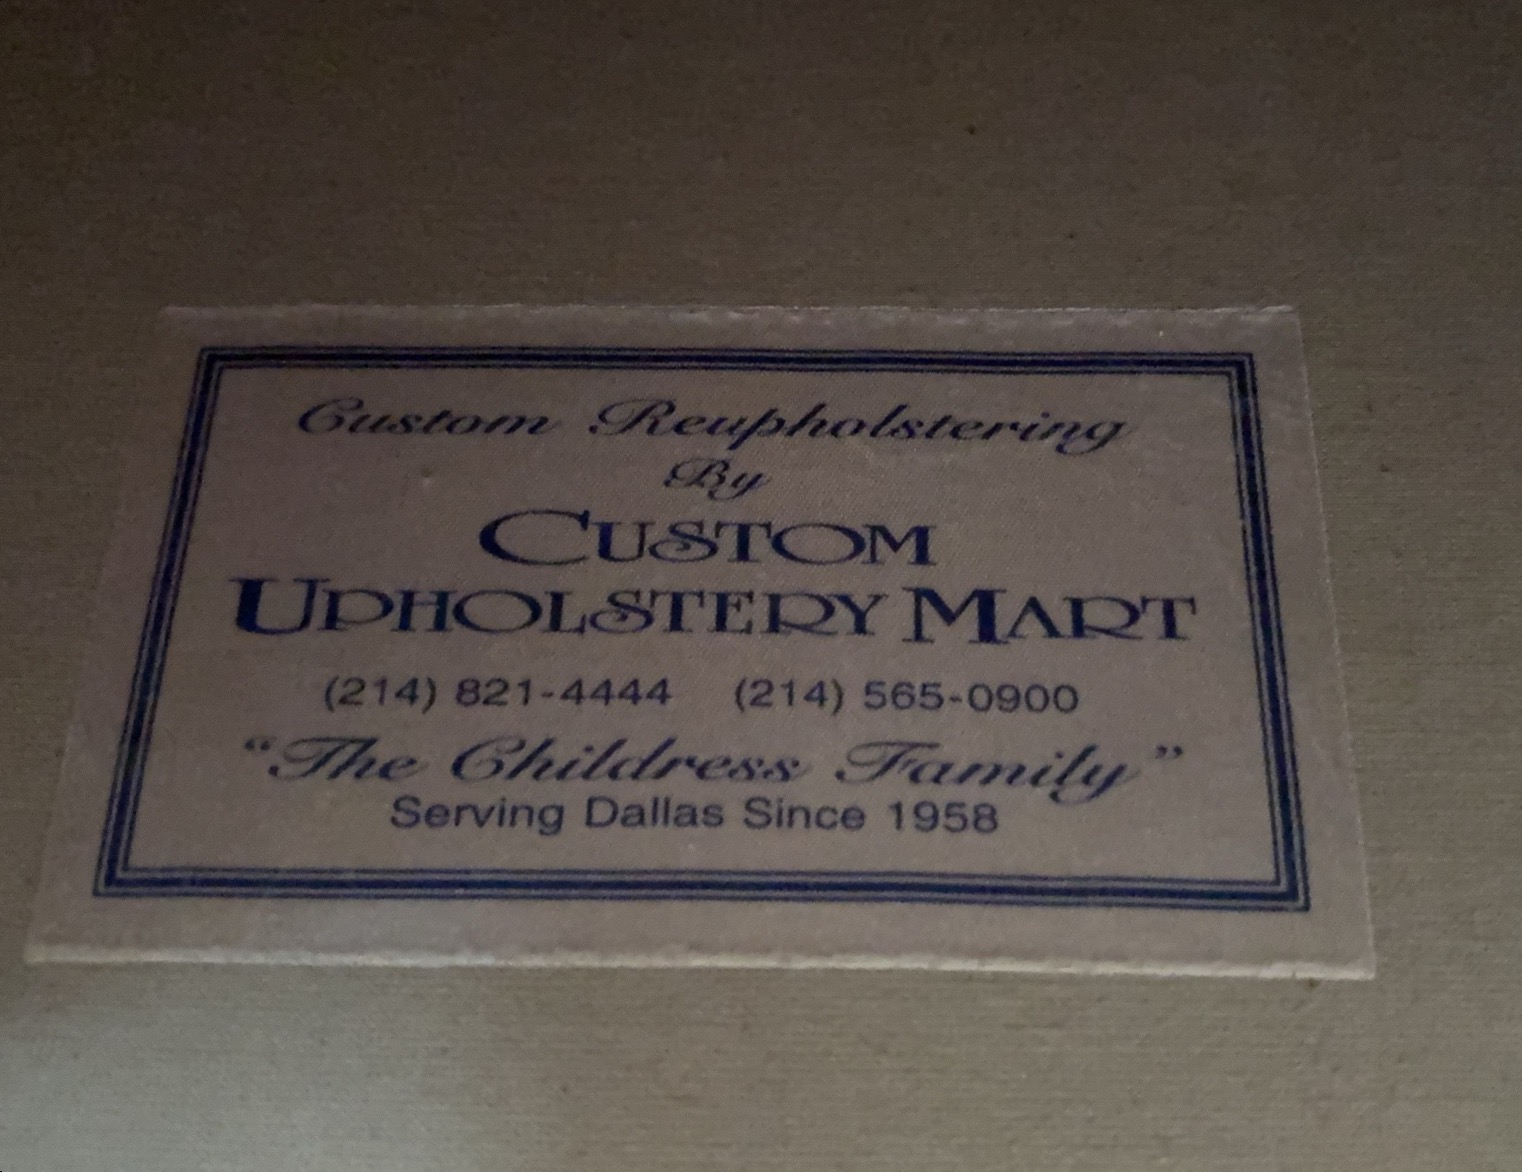 Custom Reupholstering
By
CUSTOM
UPHOLSTERY MART
(214) 821-4444 (214) 565-0900
"The Childress Family"
Serving Dallas Since 1958